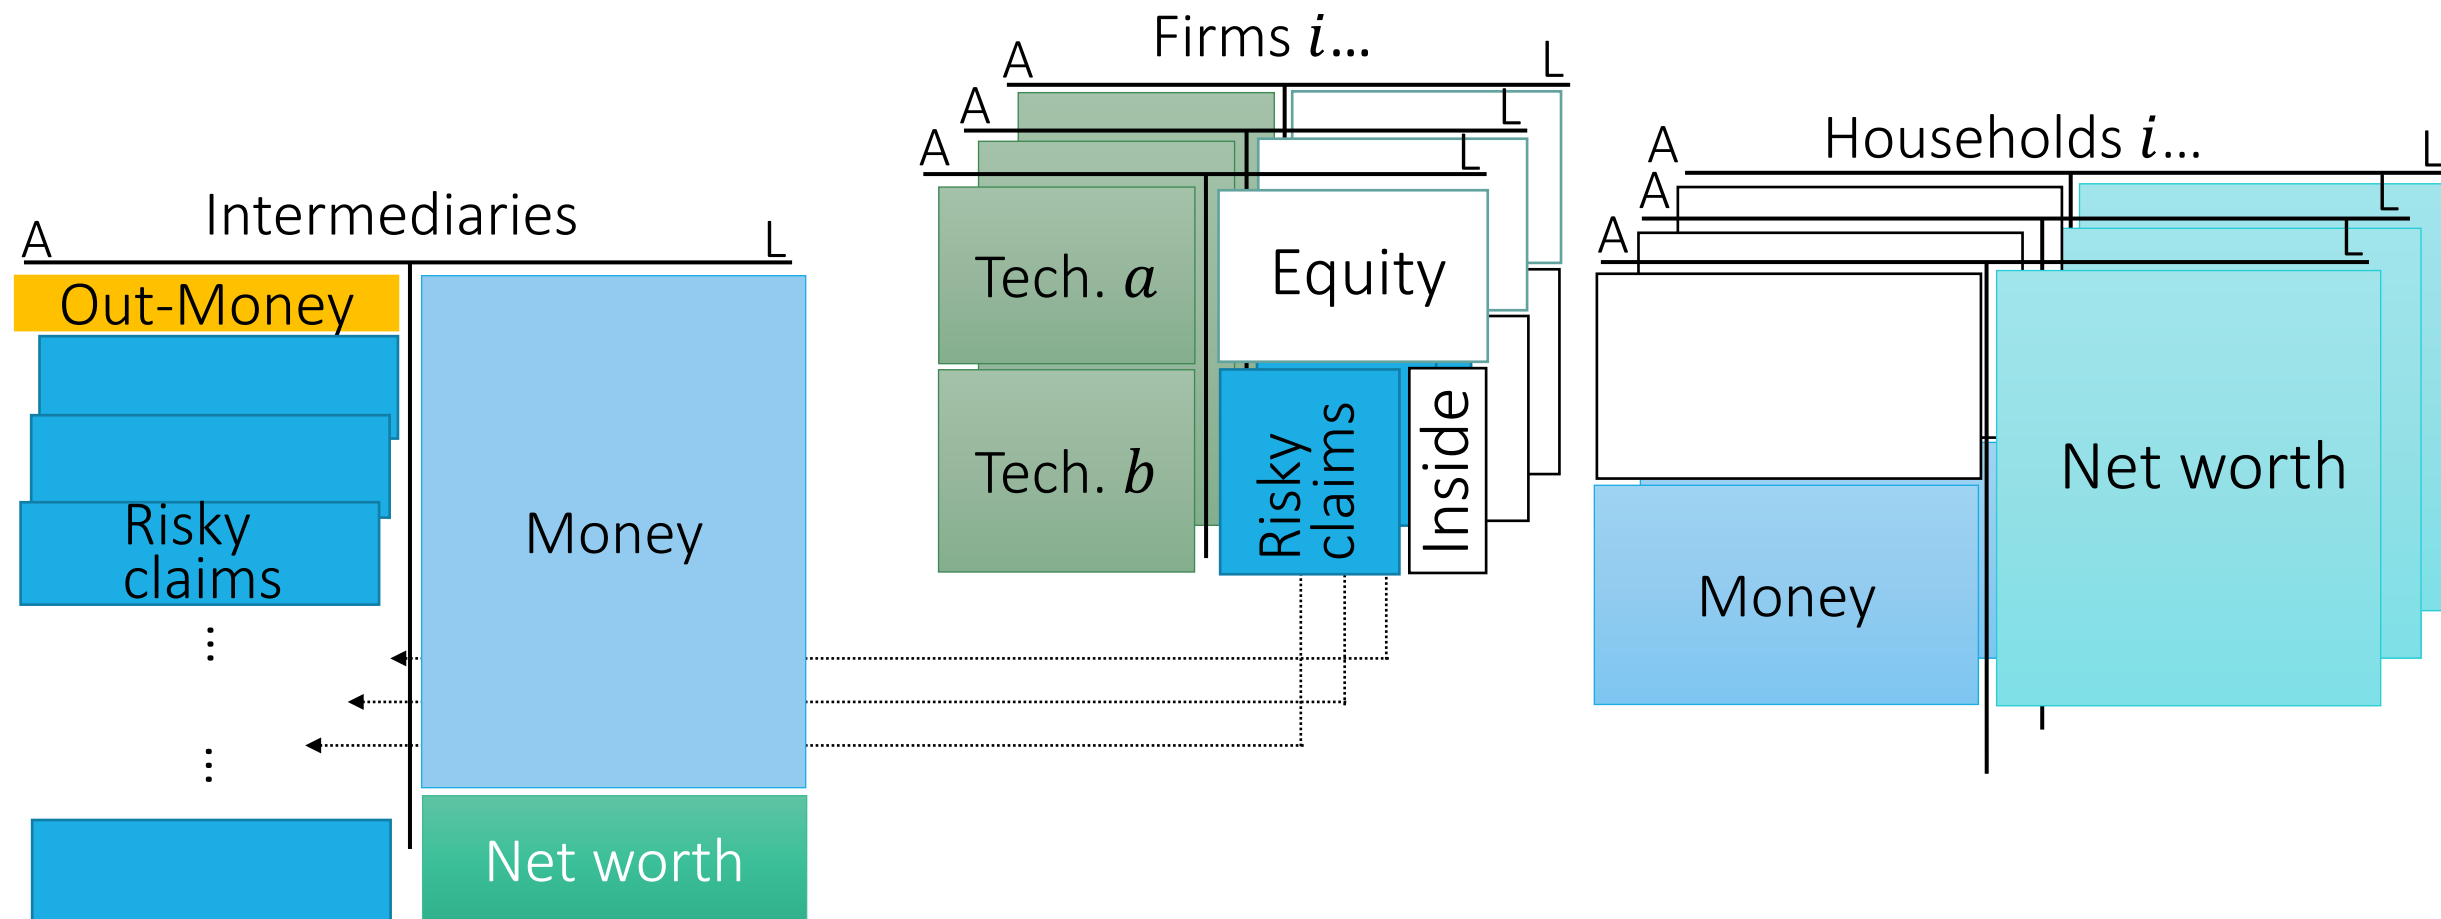 Intermediaries
A
L
Out-Money
Risky
claims
⋮
⋮
Money
Net worth
Firms i...
A
L
A
L
A
L
Tech. a
Tech. b
Equity
Risky
claims
Inside
Households i...
A
L
A
L
A
L
Money
Net worth